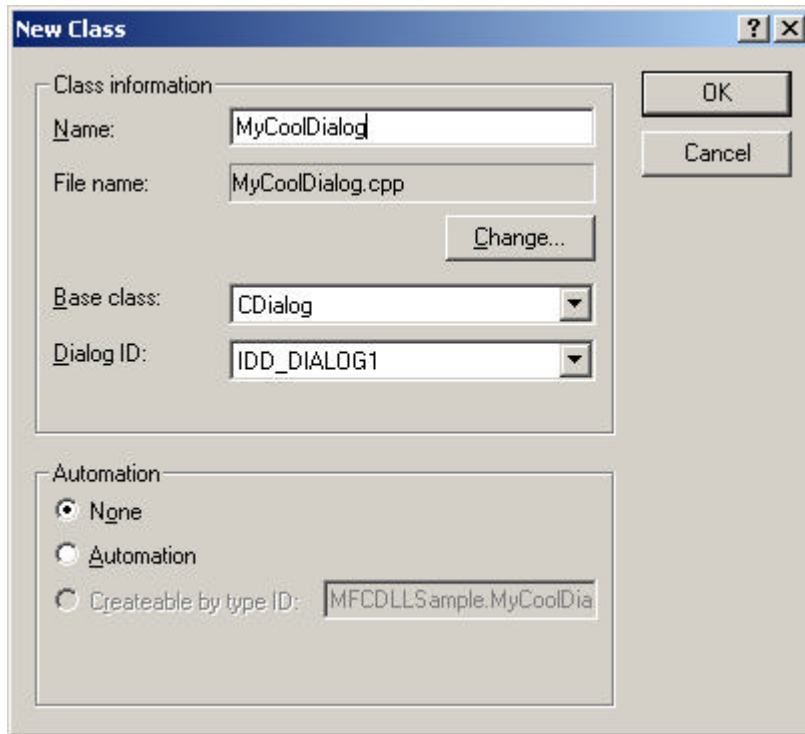 New Class
Class information
Name:
MyCoolDialog
File name:
MyCoolDialog.cpp
Change...
Base class:
CDialog
Dialog ID:
IDD_DIALOG1
OK
Cancel
Automation
None
Automation
Createable by type ID:
MFCDLLSample.MyCoolDia